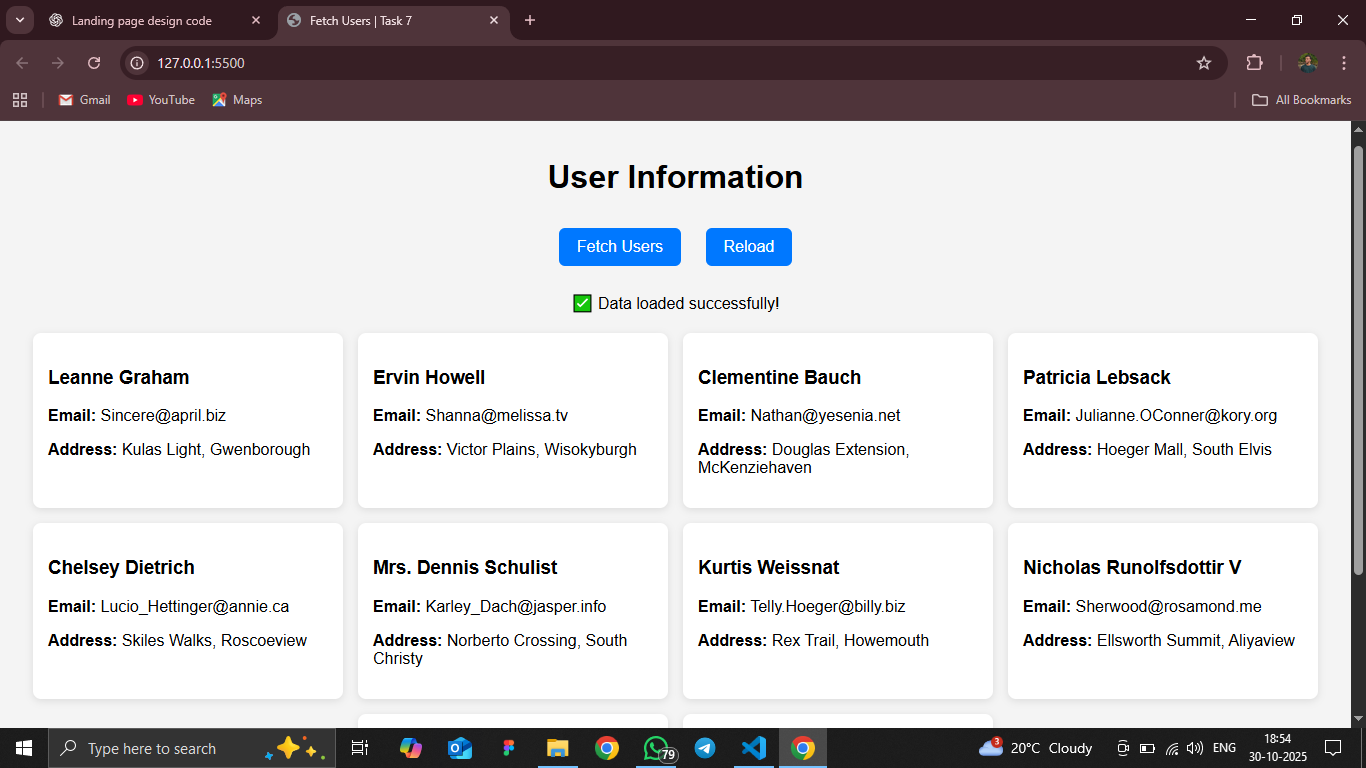 Landing page design code
Fetch Users | Task 7
127.0.0.1:5500
Gmail
YouTube
Maps
All Bookmarks
User Information
Fetch Users
Reload
✅ Data loaded successfully!
Leanne Graham
Email: Sincere@april.biz
Address: Kulas Light, Gwenborough
Ervin Howell
Email: Shanna@melissa.tv
Address: Victor Plains, Wisokyburgh
Clementine Bauch
Email: Nathan@yesenia.net
Address: Douglas Extension,
McKenziehaven
Patricia Lebsack
Email: Julianne.OConner@kory.org
Address: Hoeger Mall, South Elvis
Chelsey Dietrich
Email: Lucio_Hettinger@annie.ca
Address: Skiles Walks, Roscoeview
Mrs. Dennis Schulist
Email: Karley_Dach@jasper.info
Address: Norberto Crossing, South
Christy
Kurtis Weissnat
Email: Telly.Hoeger@billy.biz
Address: Rex Trail, Howemouth
Nicholas Runolfsdottir V
Email: Sherwood@rosamond.me
Address: Ellsworth Summit, Aliyaview
Type here to search
79
3
20°C Cloudy
ENG
18:54
30-10-2025